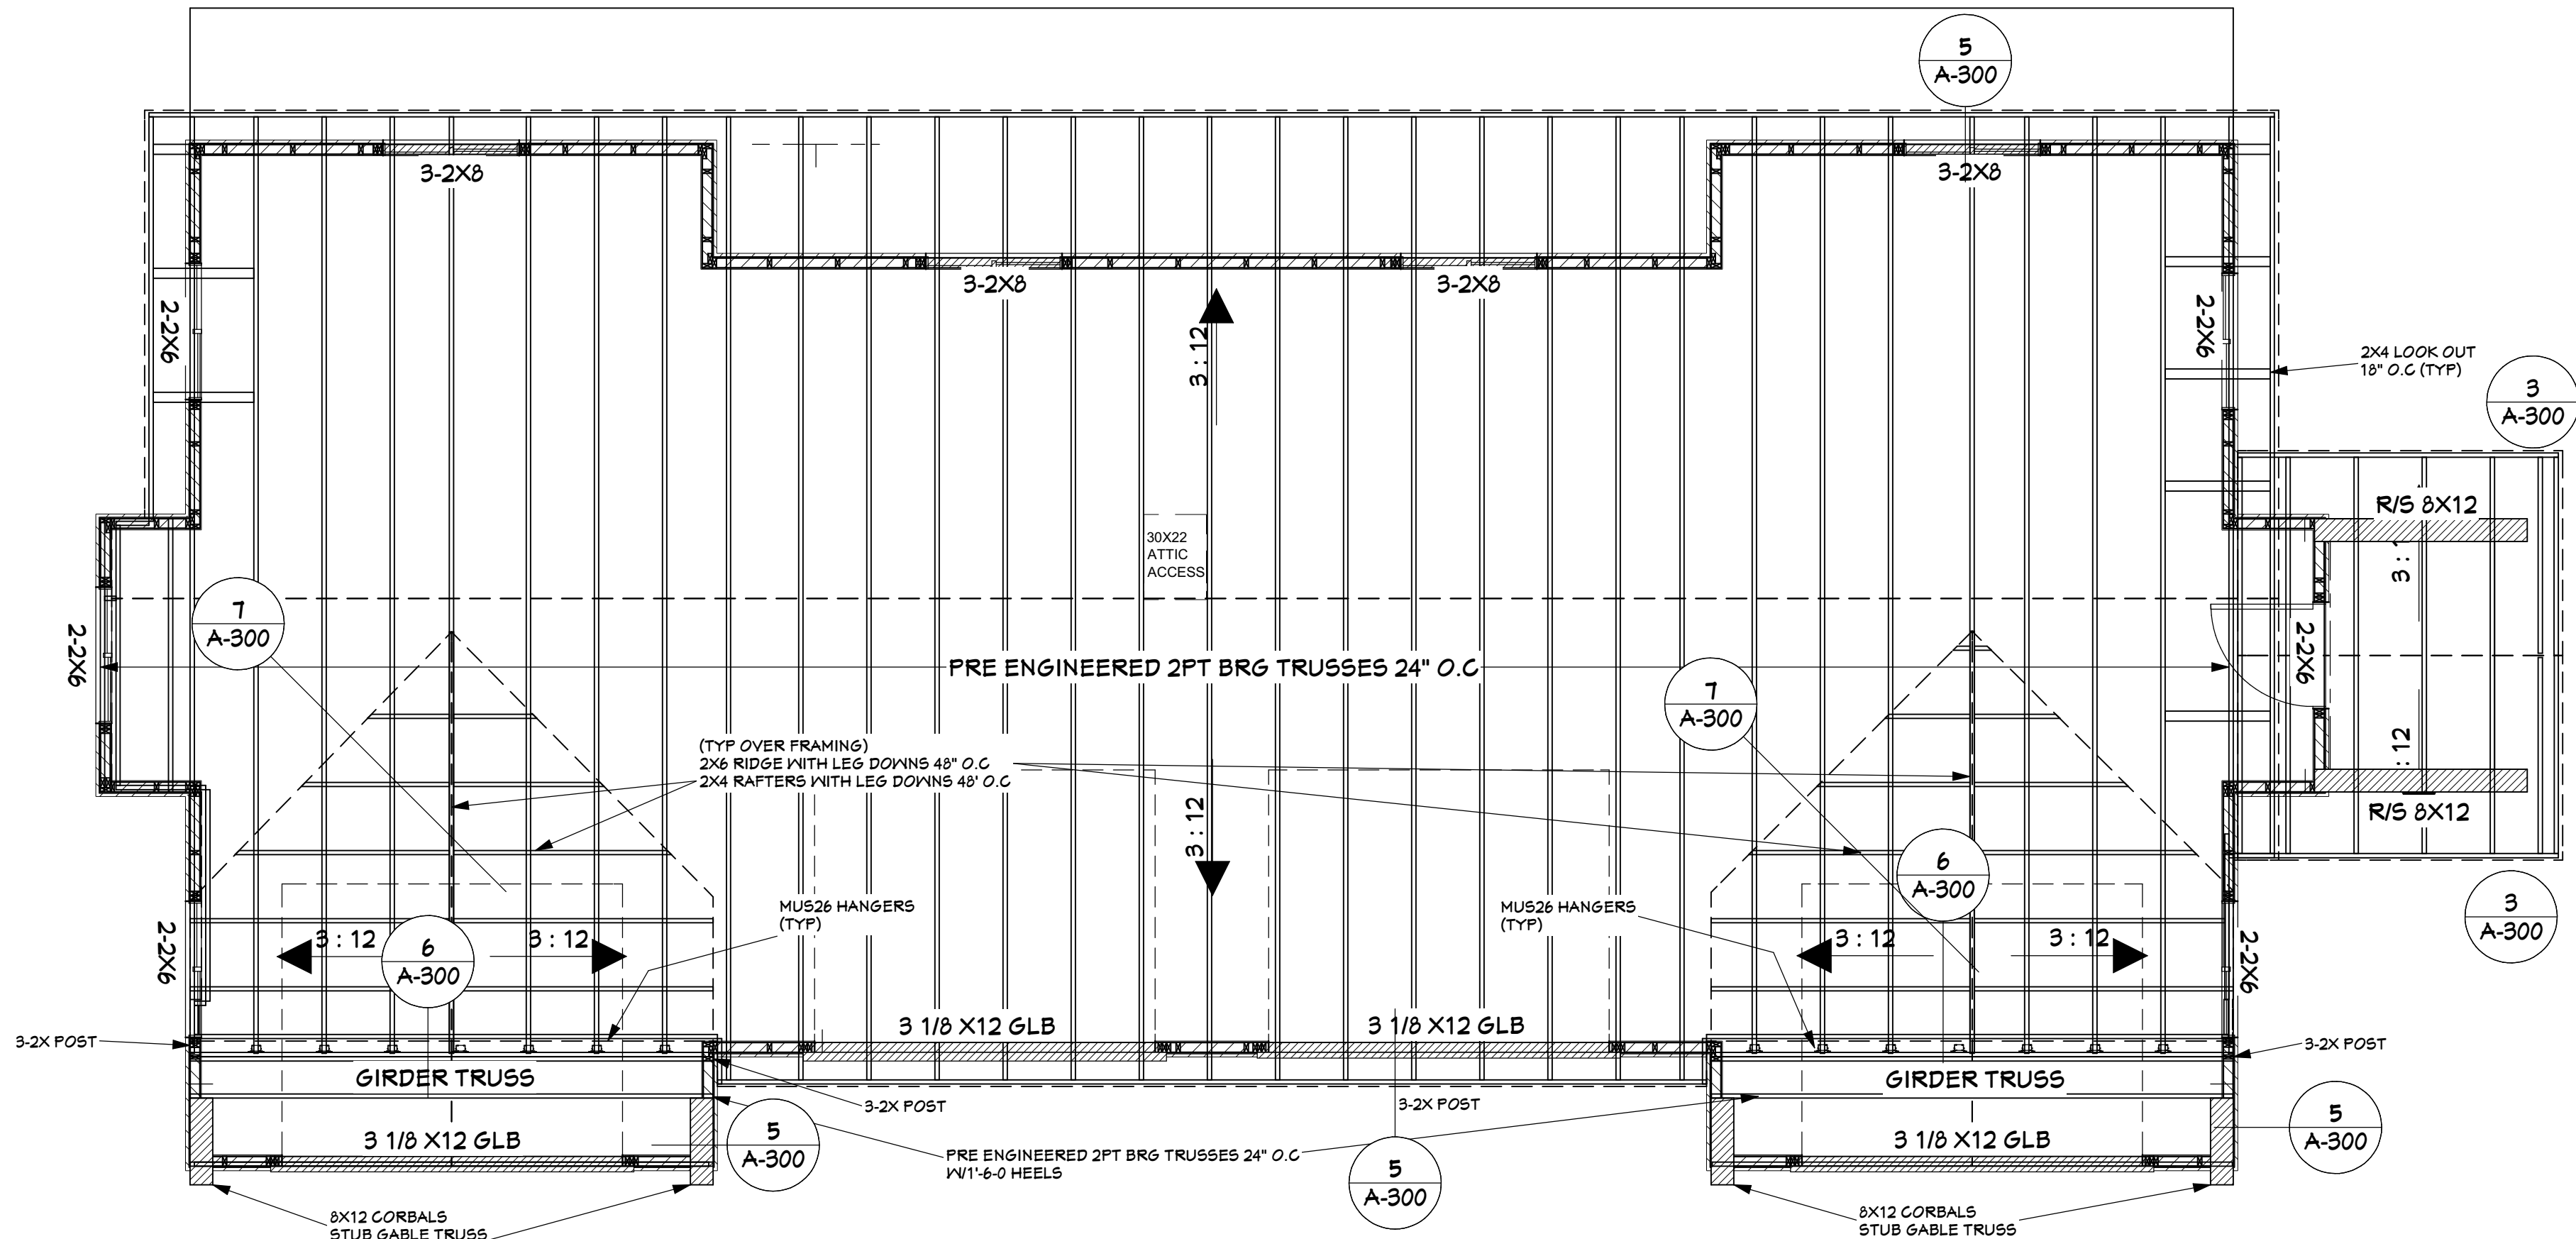 5
A-300
3-2X8
3-2X8
3-2X8
3-2X8
2-2X6
2-2X6
3 : 12
2X4 LOOK OUT
18" O.C (TYP)
3
A-300
R/S 8X12
30X22
ATTIC
ACCESS
3 : 1
7
A-300
2-2X6
2-2X6
PRE ENGINEERED 2PT BRG TRUSSES 24" O.C
7
A-300
(TYP OVER FRAMING)
2X6 RIDGE WITH LEG DOWNS 48" O.C
2X4 RAFTERS WITH LEG DOWNS 48' O.C
: 12
R/S 8X12
3 : 12
6
A-300
MUS26 HANGERS
(TYP)
MUS26 HANGERS
(TYP)
3
A-300
2-2X6
3 : 12
3 : 12
6
A-300
3 : 12
3 : 12
2-2X6
3 1/8 X12 GLB
3 1/8 X12 GLB
3-2X POST
3-2X POST
GIRDER TRUSS
GIRDER TRUSS
3-2X POST
3-2X POST
5
A-300
5
A-300
3 1/8 X12 GLB
3 1/8 X12 GLB
PRE ENGINEERED 2PT BRG TRUSSES 24" O.C
W/1'-6-0 HEELS
5
A-300
8X12 CORBALS
STUB GABLE TRUSS
8X12 CORBALS
STUB GABLE TRUSS